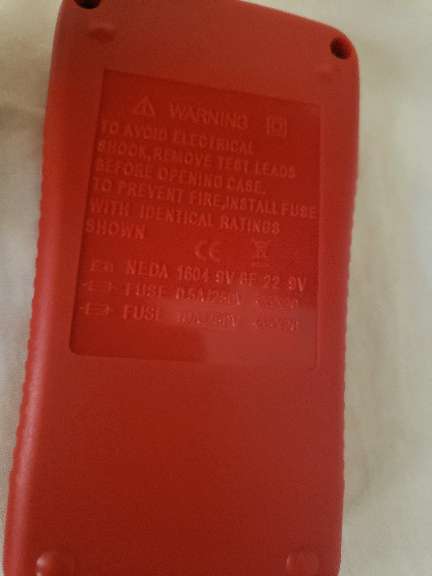 WARNING
TO AVOID ELECTRICAL
SHOCK, REMOVE TEST LEADS
BEFORE OPENING CASE.
TO PREVENT FIRE, INSTALL FUSE
WITH IDENTICAL RATINGS
SHOWN
CE
NEDA 1604 9V 6F 22 9V
FUSE 0.5A/250V
FUSE